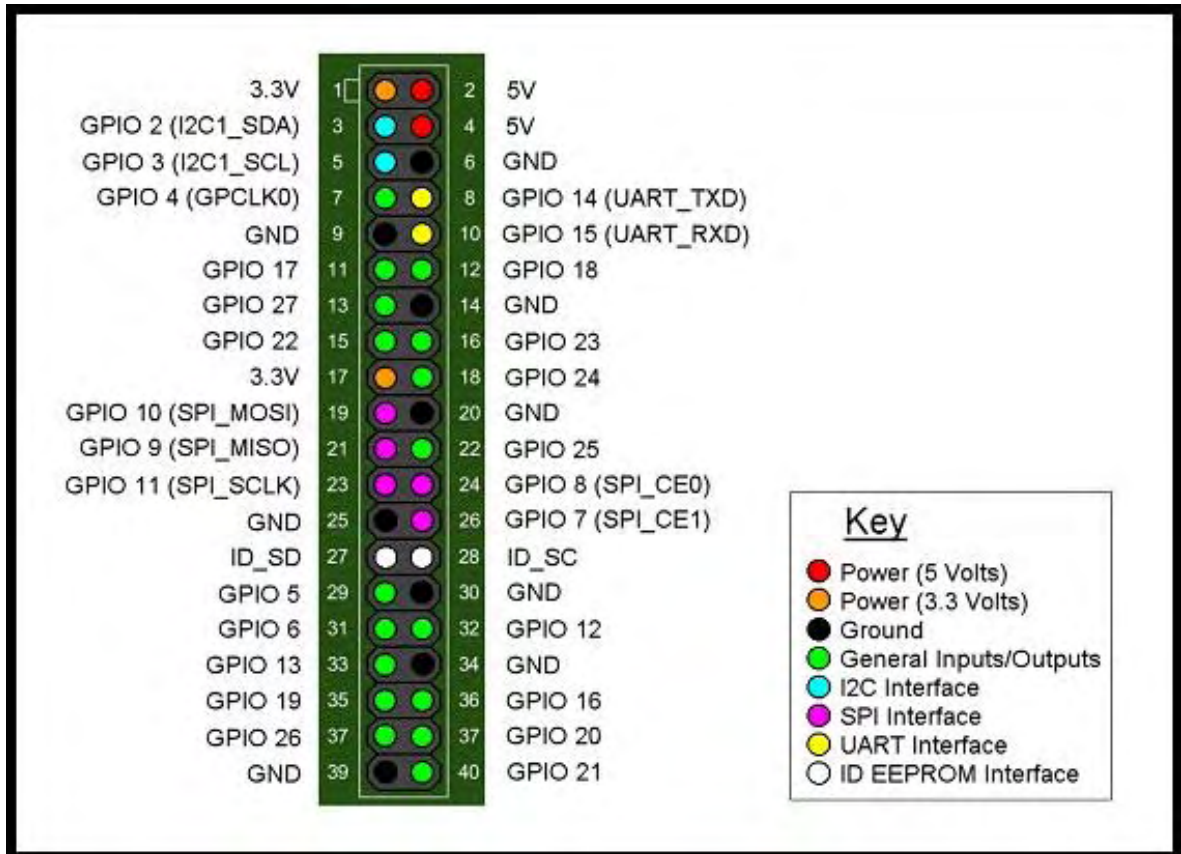 3.3V 1 2 5V
GPIO 2 (I2C1_SDA) 3 4 5V
GPIO 3 (I2C1_SCL) 5 6 GND
GPIO 4 (GPCLK0) 7 8 GPIO 14 (UART_TXD)
GND 9 10 GPIO 15 (UART_RXD)
GPIO 17 11 12 GPIO 18
GPIO 27 13 14 GND
GPIO 22 15 16 GPIO 23
3.3V 17 18 GPIO 24
GPIO 10 (SPI_MOSI) 19 20 GND
GPIO 9 (SPI_MISO) 21 22 GPIO 25
GPIO 11 (SPI_SCLK) 23 24 GPIO 8 (SPI_CE0)
GND 25 26 GPIO 7 (SPI_CE1)
ID_SD 27 28 ID_SC
GPIO 5 29 30 GND
GPIO 6 31 32 GPIO 12
GPIO 13 33 34 GND
GPIO 19 35 36 GPIO 16
GPIO 26 37 37 GPIO 20
GND 39 40 GPIO 21
Key
Power (5 Volts)
Power (3.3 Volts)
Ground
General Inputs/Outputs
I2C Interface
SPI Interface
UART Interface
ID EEPROM Interface